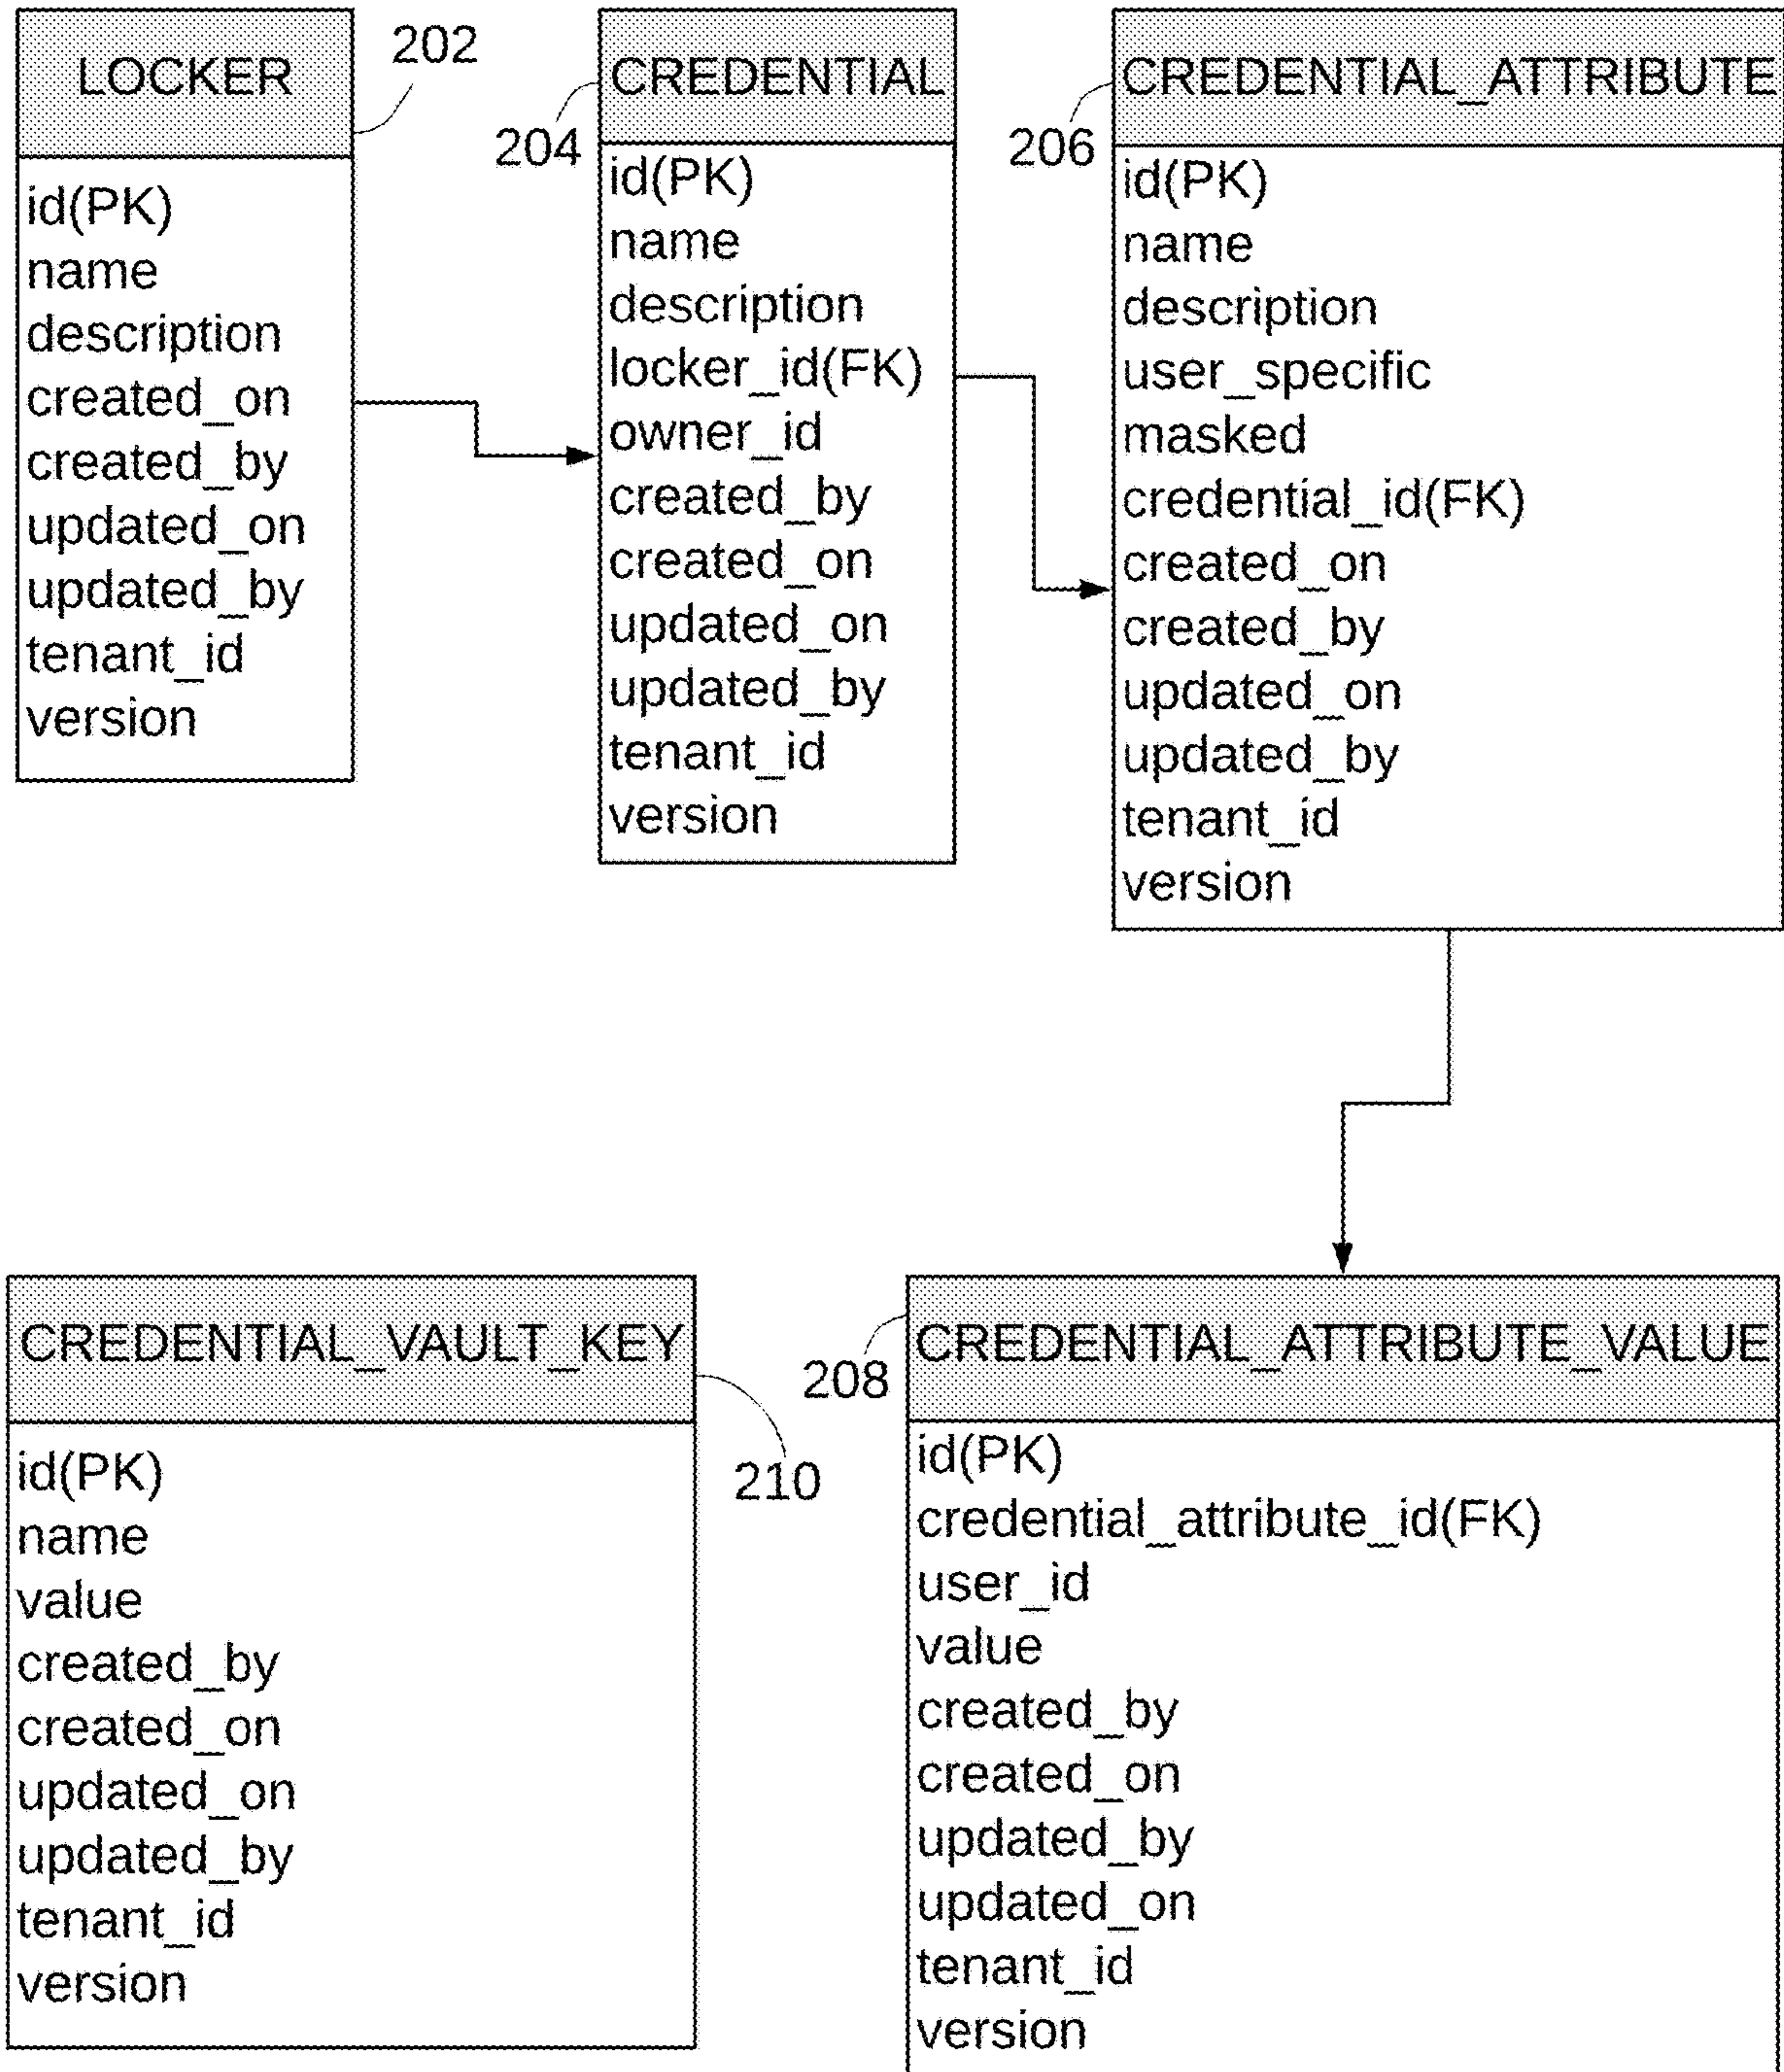 LOCKER
202
id(PK)
name
description
created_on
created_by
updated_on
updated_by
tenant_id
version
CREDENTIAL
204
id(PK)
name
description
locker_id(FK)
owner_id
created_by
created_on
updated_on
updated_by
tenant_id
version
CREDENTIAL_ATTRIBUTE
206
id(PK)
name
description
user_specific
masked
credential_id(FK)
created_on
created_by
updated_on
updated_by
tenant_id
version
CREDENTIAL_VAULT_KEY
210
id(PK)
name
value
created_by
created_on
updated_on
updated_by
tenant_id
version
CREDENTIAL_ATTRIBUTE_VALUE
208
id(PK)
credential_attribute_id(FK)
user_id
value
created_by
created_on
updated_by
updated_on
tenant_id
version